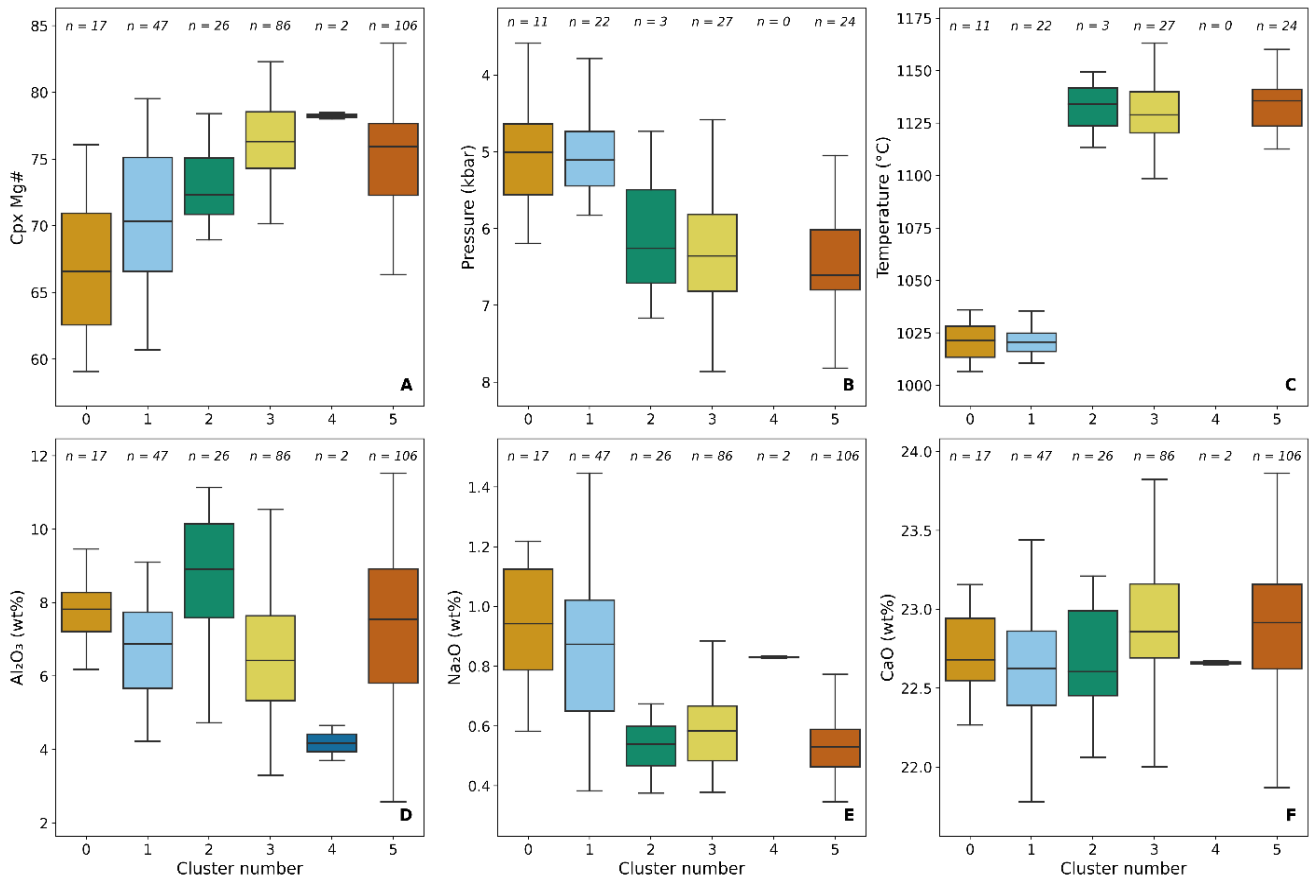 n = 17 n = 47 n = 26 n = 86 n = 2 n = 106
85
80
75
70
65
60
Cpx Mg#
A
0 1 2 3 4 5
n = 11 n = 22 n = 3 n = 27 n = 0 n = 24
4
5
6
7
8
Pressure (kbar)
B
0 1 2 3 4 5
n = 11 n = 22 n = 3 n = 27 n = 0 n = 24
1175
1150
1125
1100
1075
1050
1025
1000
Temperature (°C)
C
0 1 2 3 4 5
n = 17 n = 47 n = 26 n = 86 n = 2 n = 106
12
10
8
6
4
2
Al₂O₃ (wt%)
D
0 1 2 3 4 5
Cluster number
n = 17 n = 47 n = 26 n = 86 n = 2 n = 106
1.4
1.2
1.0
0.8
0.6
0.4
Na₂O (wt%)
E
0 1 2 3 4 5
Cluster number
n = 17 n = 47 n = 26 n = 86 n = 2 n = 106
24.0
23.5
23.0
22.5
22.0
CaO (wt%)
F
0 1 2 3 4 5
Cluster number